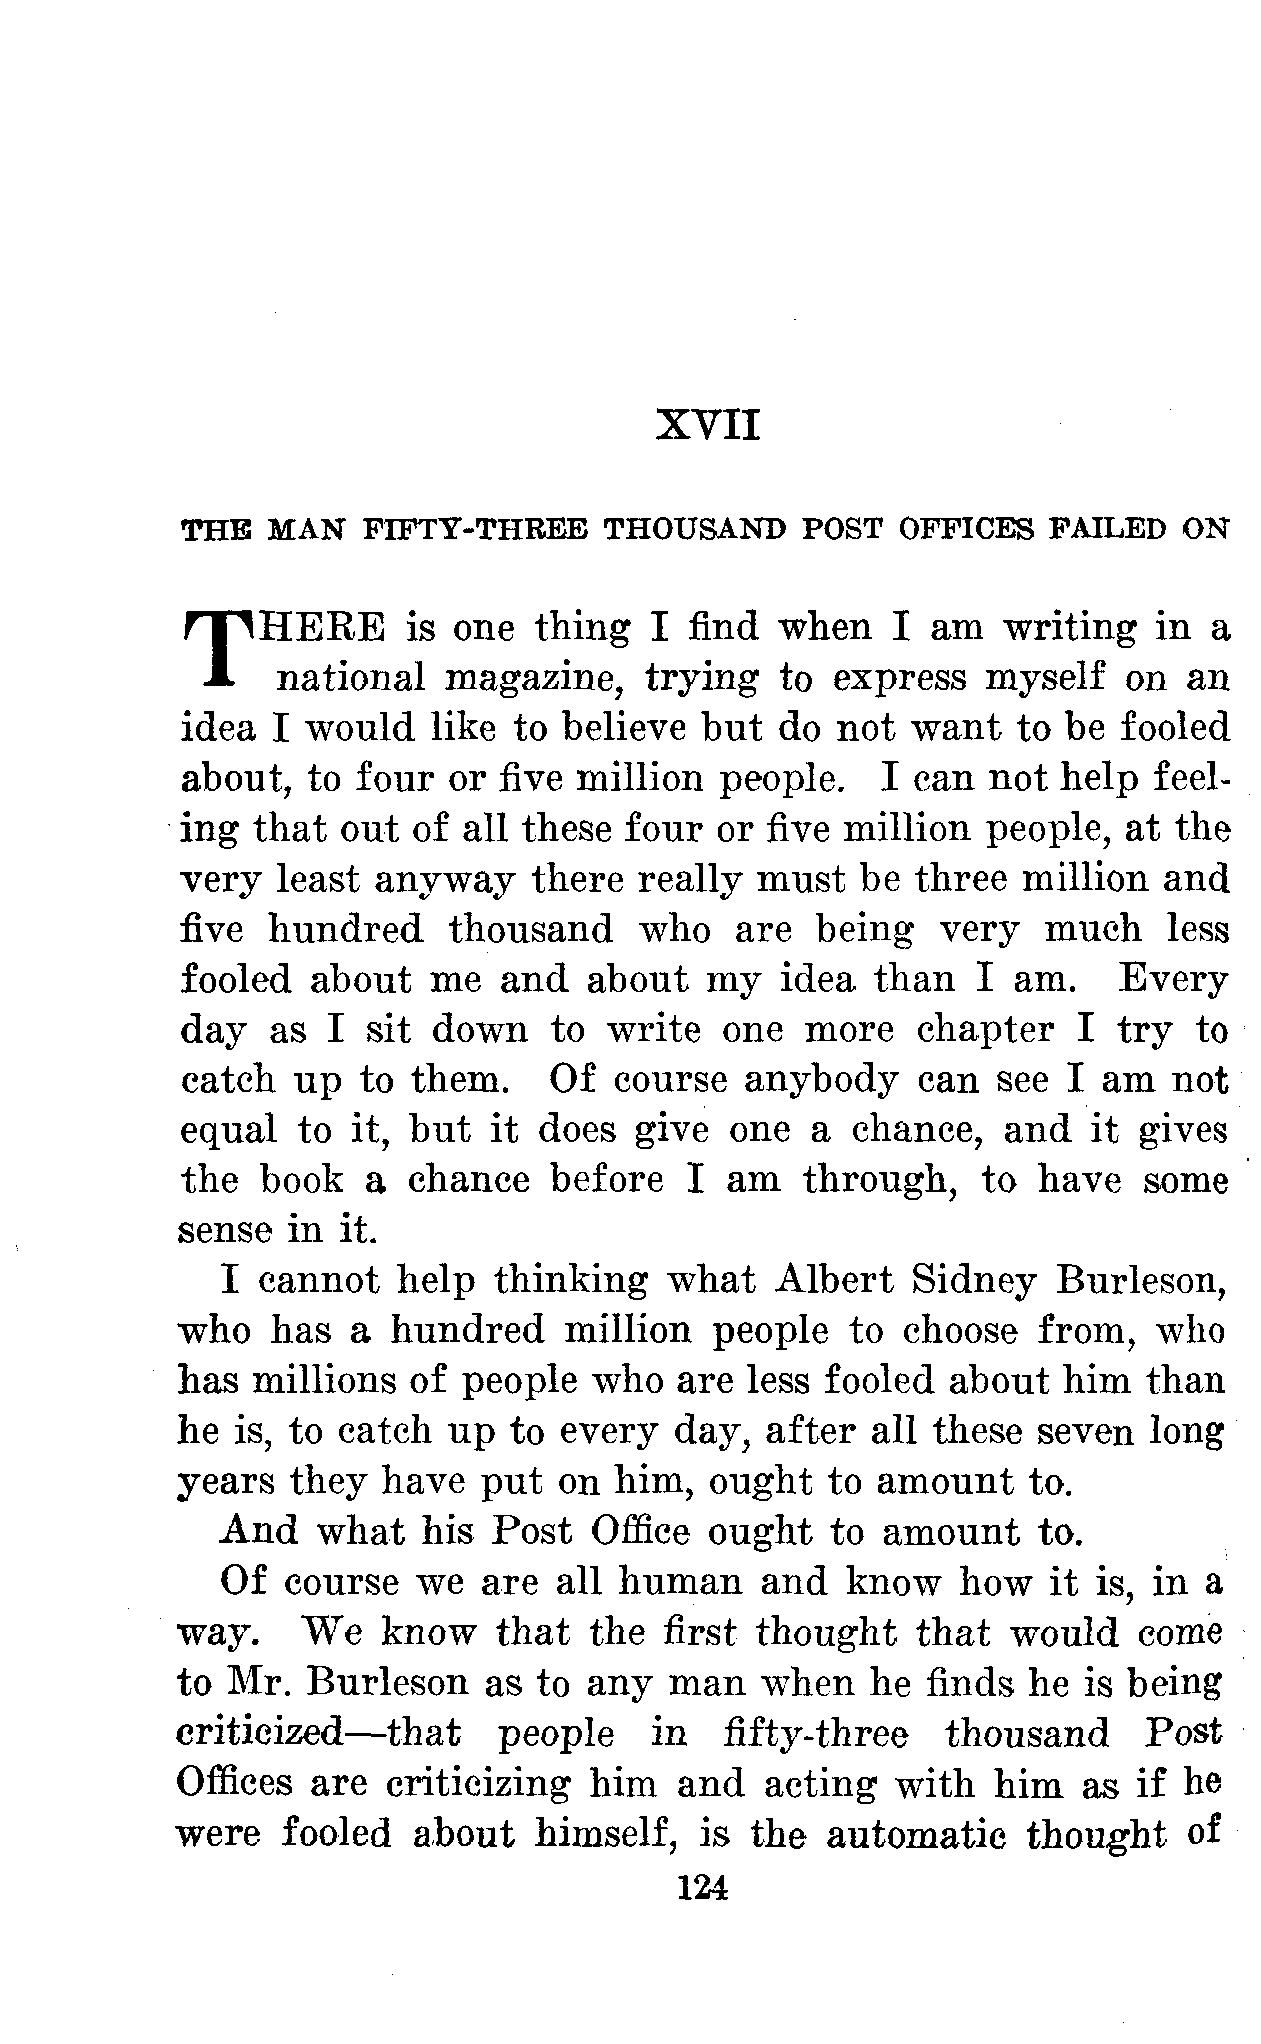 XVII
THE MAN FIFTY-THREE THOUSAND POST OFFICES FAILED ON
THERE is one thing I find when I am writing in a
national magazine, trying to express myself on an
idea I would like to believe but do not want to be fooled
about, to four or five million people. I can not help feel-
ing that out of all these four or five million people, at the
very least anyway there really must be three million and
five hundred thousand who are being very much less
fooled about me and about my idea than I am. Every
day as I sit down to write one more chapter I try to
catch up to them. Of course anybody can see I am not
equal to it, but it does give one a chance, and it gives
the book a chance before I am through, to have some
sense in it.
I cannot help thinking what Albert Sidney Burleson,
who has a hundred million people to choose from, who
has millions of people who are less fooled about him than
he is, to catch up to every day, after all these seven long
years they have put on him, ought to amount to.
And what his Post Office ought to amount to.
Of course we are all human and know how it is, in a
way. We know that the first thought that would come
to Mr. Burleson as to any man when he finds he is being
criticized—that people in fifty-three thousand Post
Offices are criticizing him and acting with him as if he
were fooled about himself, is the automatic thought of
124